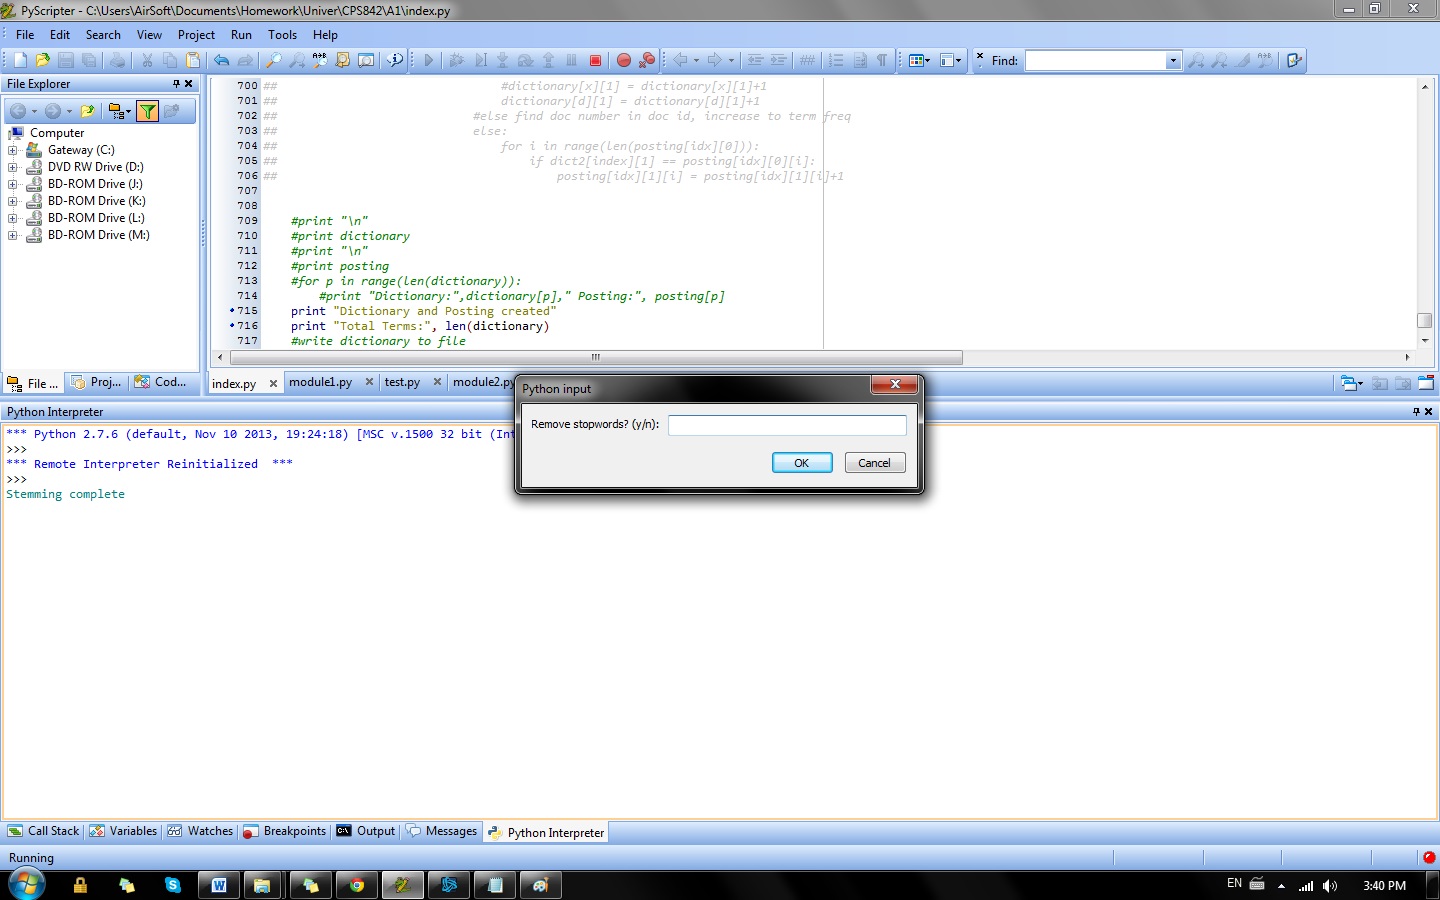 PyScripter - C:\Users\AirSoft\Documents\Homework\Univer\CPS842\A1\index.py
File Edit Search View Project Run Tools Help
Find:
File Explorer
Computer
Gateway (C:)
DVD RW Drive (D:)
BD-ROM Drive (J:)
BD-ROM Drive (K:)
BD-ROM Drive (L:)
BD-ROM Drive (M:)
File ... Proj... Cod...
700 ## #dictionary[x][1] = dictionary[x][1]+1
701 ## dictionary[d][1] = dictionary[d][1]+1
702 ## #else find doc number in doc id, increase to term freq
703 ## else:
704 ## for i in range(len(posting[idx][0])):
705 ## if dict2[index][1] == posting[idx][0][i]:
706 ## posting[idx][1][i] = posting[idx][1][i]+1
707
708
709 #print "\n"
710 #print dictionary
711 #print "\n"
712 #print posting
713 #for p in range(len(dictionary)):
714 #print "Dictionary:",dictionary[p]," Posting:", posting[p]
715 print "Dictionary and Posting created"
716 print "Total Terms:", len(dictionary)
717 #write dictionary to file
index.py module1.py test.py module2.py
Python input
Remove stopwords? (y/n):
OK Cancel
Python Interpreter
*** Python 2.7.6 (default, Nov 10 2013, 19:24:18) [MSC v.1500 32 bit (Int
>>>
*** Remote Interpreter Reinitialized ***
>>>
Stemming complete
Call Stack Variables Watches Breakpoints Output Messages Python Interpreter
Running
EN 3:40 PM